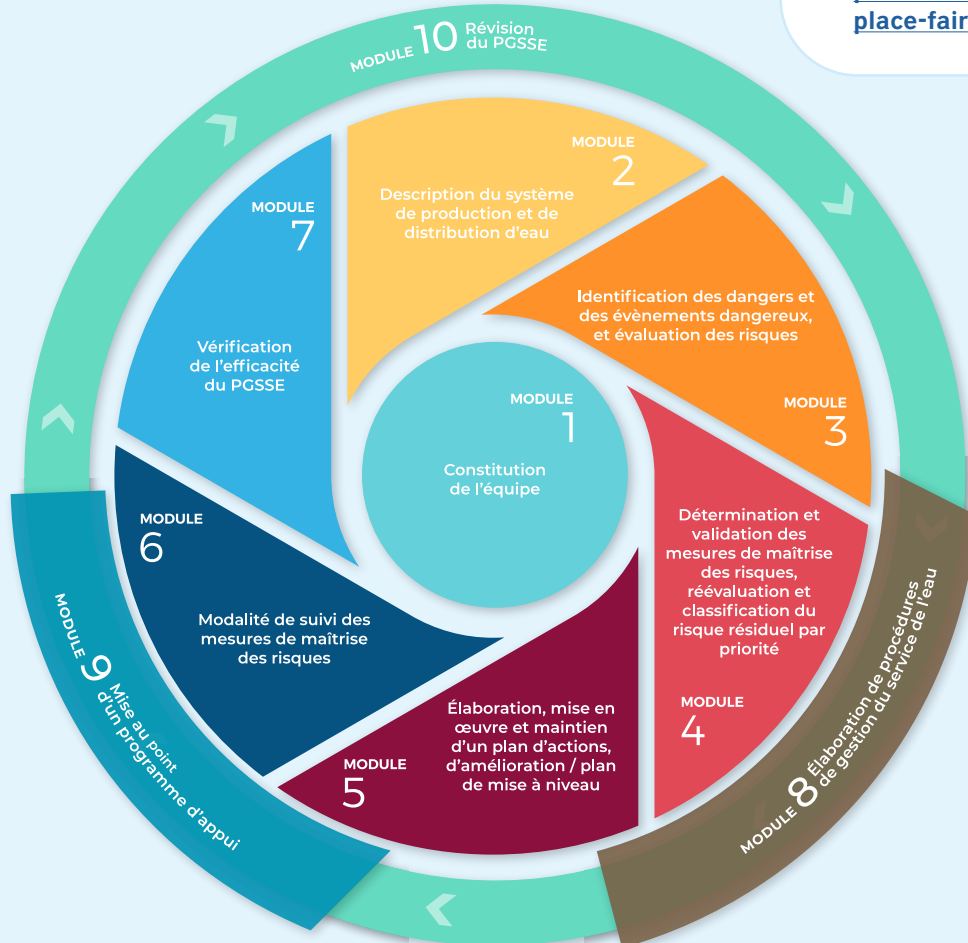 place-fair
MODULE 10 Révision
du PGSSE
MODULE
2
Description du système
de production et de
distribution d'eau
MODULE
3
Identification des dangers et
des évènements dangereux,
et évaluation des risques
MODULE
1
Constitution
de l'équipe
MODULE
7
Vérification
de l'efficacité
du PGSSE
MODULE
4
Détermination et
validation des
mesures de maîtrise
des risques,
réévaluation et
classification du
risque résiduel par
priorité
MODULE
6
Modalité de suivi des
mesures de maîtrise
des risques
MODULE
5
Élaboration, mise en
œuvre et maintien
d'un plan d'actions,
d'amélioration / plan
de mise à niveau
MODULE 8 Élaboration de procédures
de gestion du service de l'eau
MODULE 9 Mise au point
d'un programme d'appui